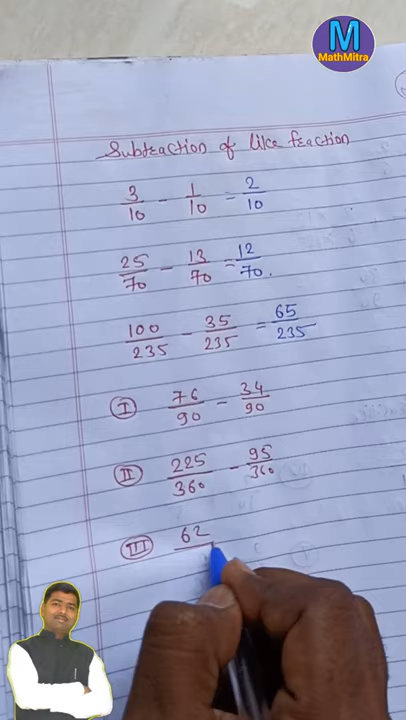 M
MathMitra
Subtraction of like fraction
3/10 - 1/10 = 2/10
25/70 - 13/70 = 12/70.
100/235 - 35/235 = 65/235
I 76/90 - 34/90
II 225/360 - 95/360
III 62